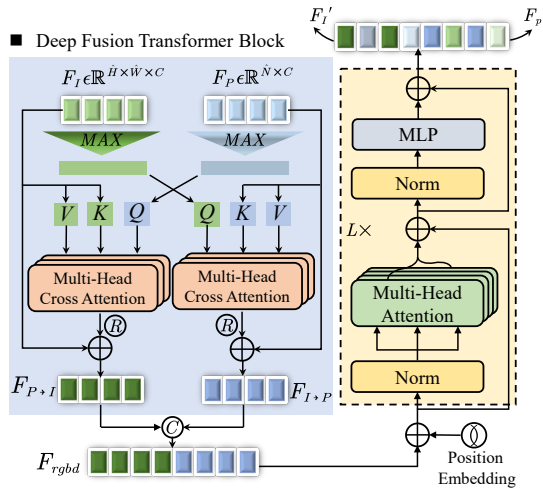 ■ Deep Fusion Transformer Block
F_I ϵ ℝ^{Ḣ×Ẇ×C}
F_P ϵ ℝ^{Ṅ×C}
MAX
MAX
V
K
Q
Q
K
V
Multi-Head
Cross Attention
Multi-Head
Cross Attention
R
R
F_{P→I}
F_{I→P}
C
F_{rgbd}
F_I'
F_p
MLP
Norm
L×
Multi-Head
Attention
Norm
Position
Embedding